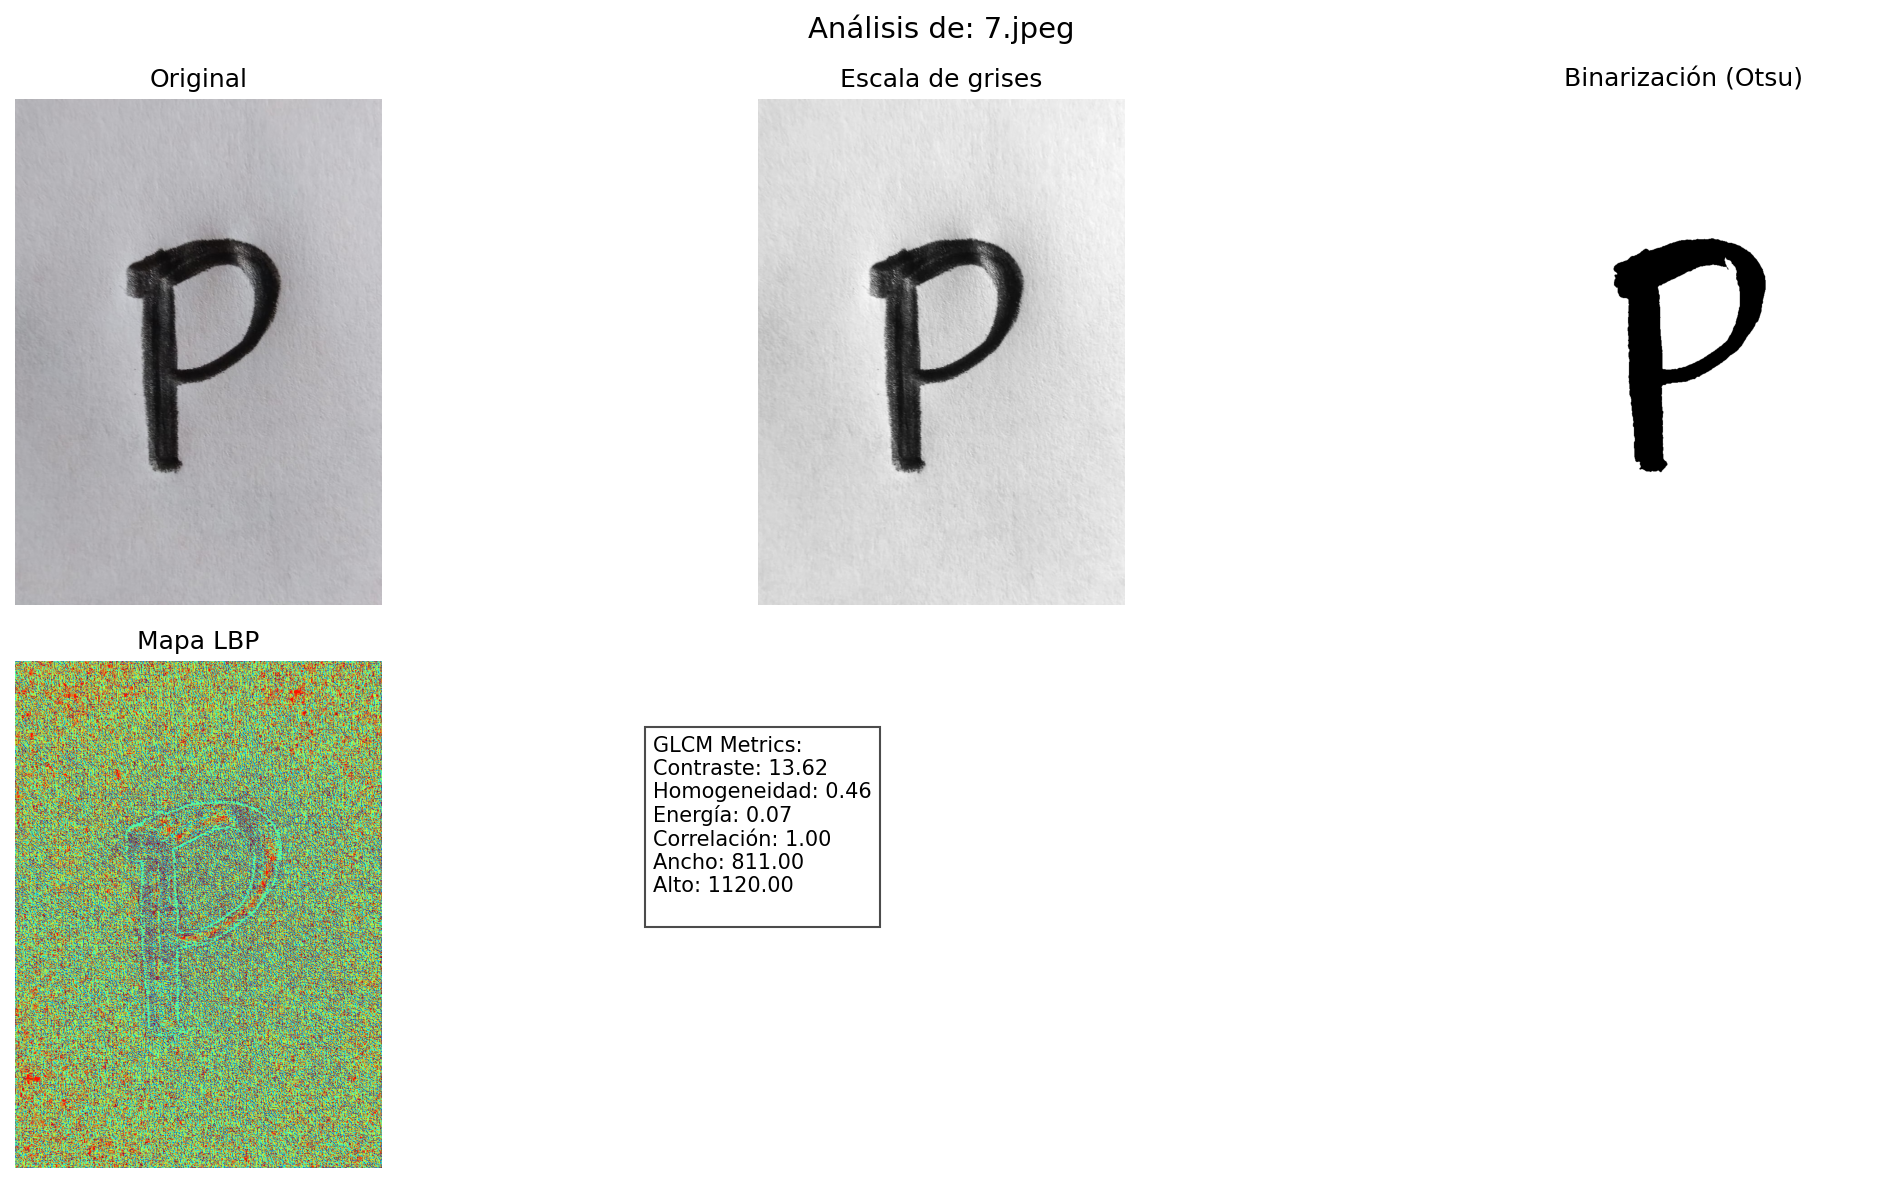 Análisis de: 7.jpeg
Original
Escala de grises
Binarización (Otsu)
P
P
P
Mapa LBP
P
GLCM Metrics:
Contraste: 13.62
Homogeneidad: 0.46
Energía: 0.07
Correlación: 1.00
Ancho: 811.00
Alto: 1120.00